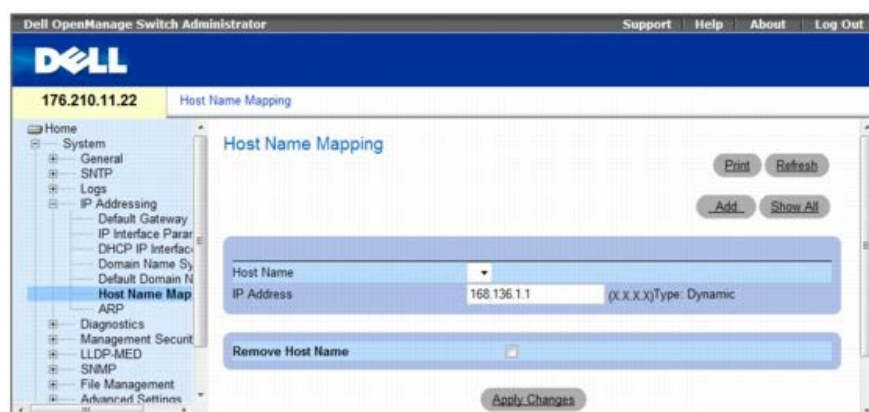 Dell OpenManage Switch Administrator Support Help About Log Out
DELL
176.210.11.22 Host Name Mapping
Home
System
General
SNTP
Logs
IP Addressing
Default Gateway
IP Interface Parar
DHCP IP Interfac
Domain Name Sy
Default Domain N
Host Name Map
ARP
Diagnostics
Management Securit
LLDP-MED
SNMP
File Management
Advanced Settings
Host Name Mapping
Print Refresh
Add Show All
Host Name
IP Address 168.136.1.1 (X.X.X.X)Type: Dynamic
Remove Host Name
Apply Changes